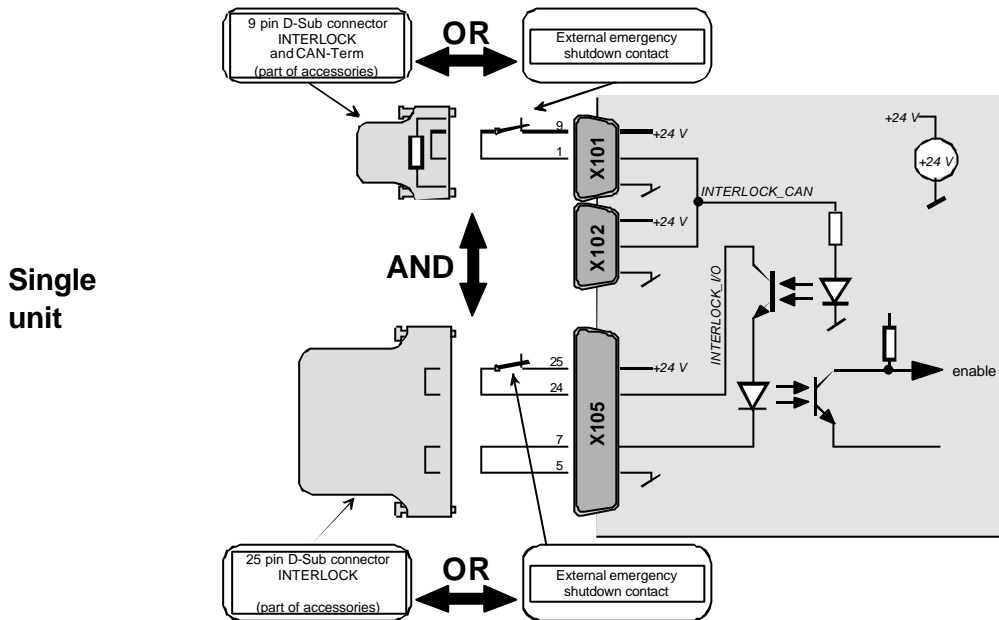 9 pin D-Sub connector
INTERLOCK
and CAN-Term
(part of accessories)
OR
External emergency
shutdown contact
9
1
X101
+24 V
+24 V
+24 V
INTERLOCK_CAN
X102
+24 V
AND
Single
unit
INTERLOCK_I/O
25
24
7
5
X105
+24 V
enable
25 pin D-Sub connector
INTERLOCK
(part of accessories)
OR
External emergency
shutdown contact